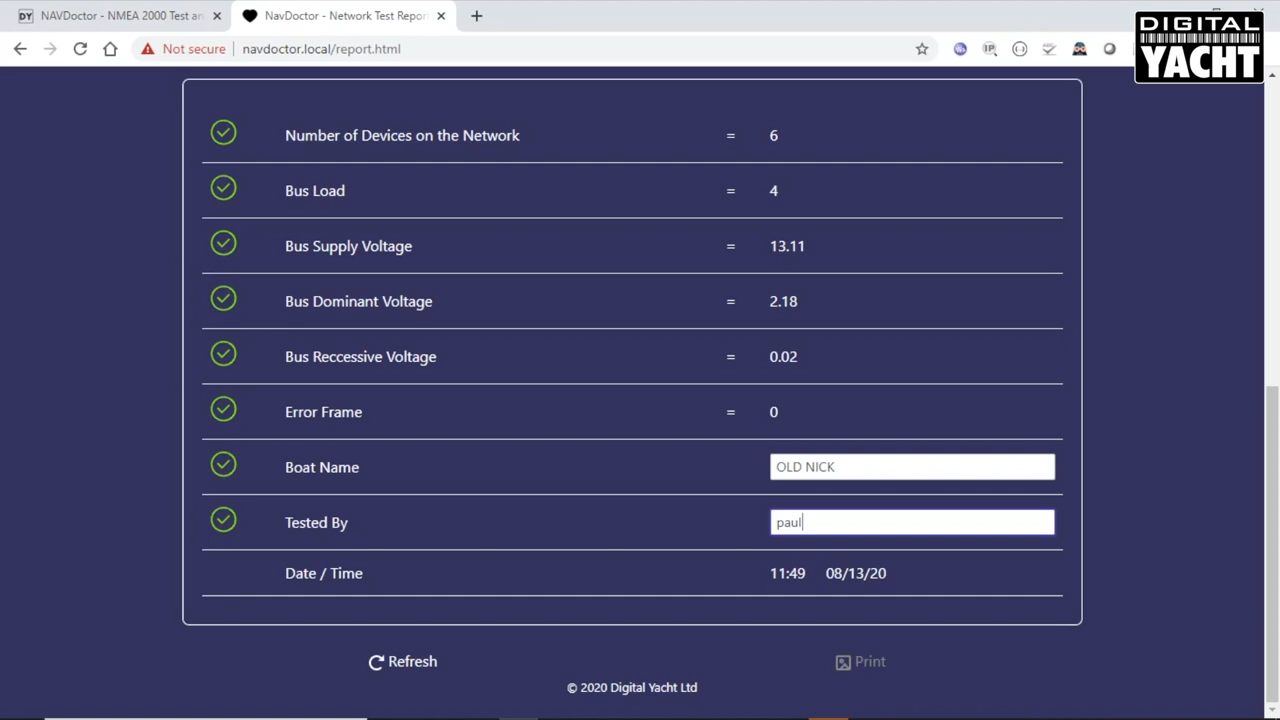 NAVDoctor - NMEA 2000 Test an
NavDoctor - Network Test Report
Not secure navdoctor.local/report.html
DIGITAL
YACHT
Number of Devices on the Network = 6
Bus Load = 4
Bus Supply Voltage = 13.11
Bus Dominant Voltage = 2.18
Bus Reccessive Voltage = 0.02
Error Frame = 0
Boat Name OLD NICK
Tested By paul
Date / Time 11:49 08/13/20
Refresh Print
© 2020 Digital Yacht Ltd